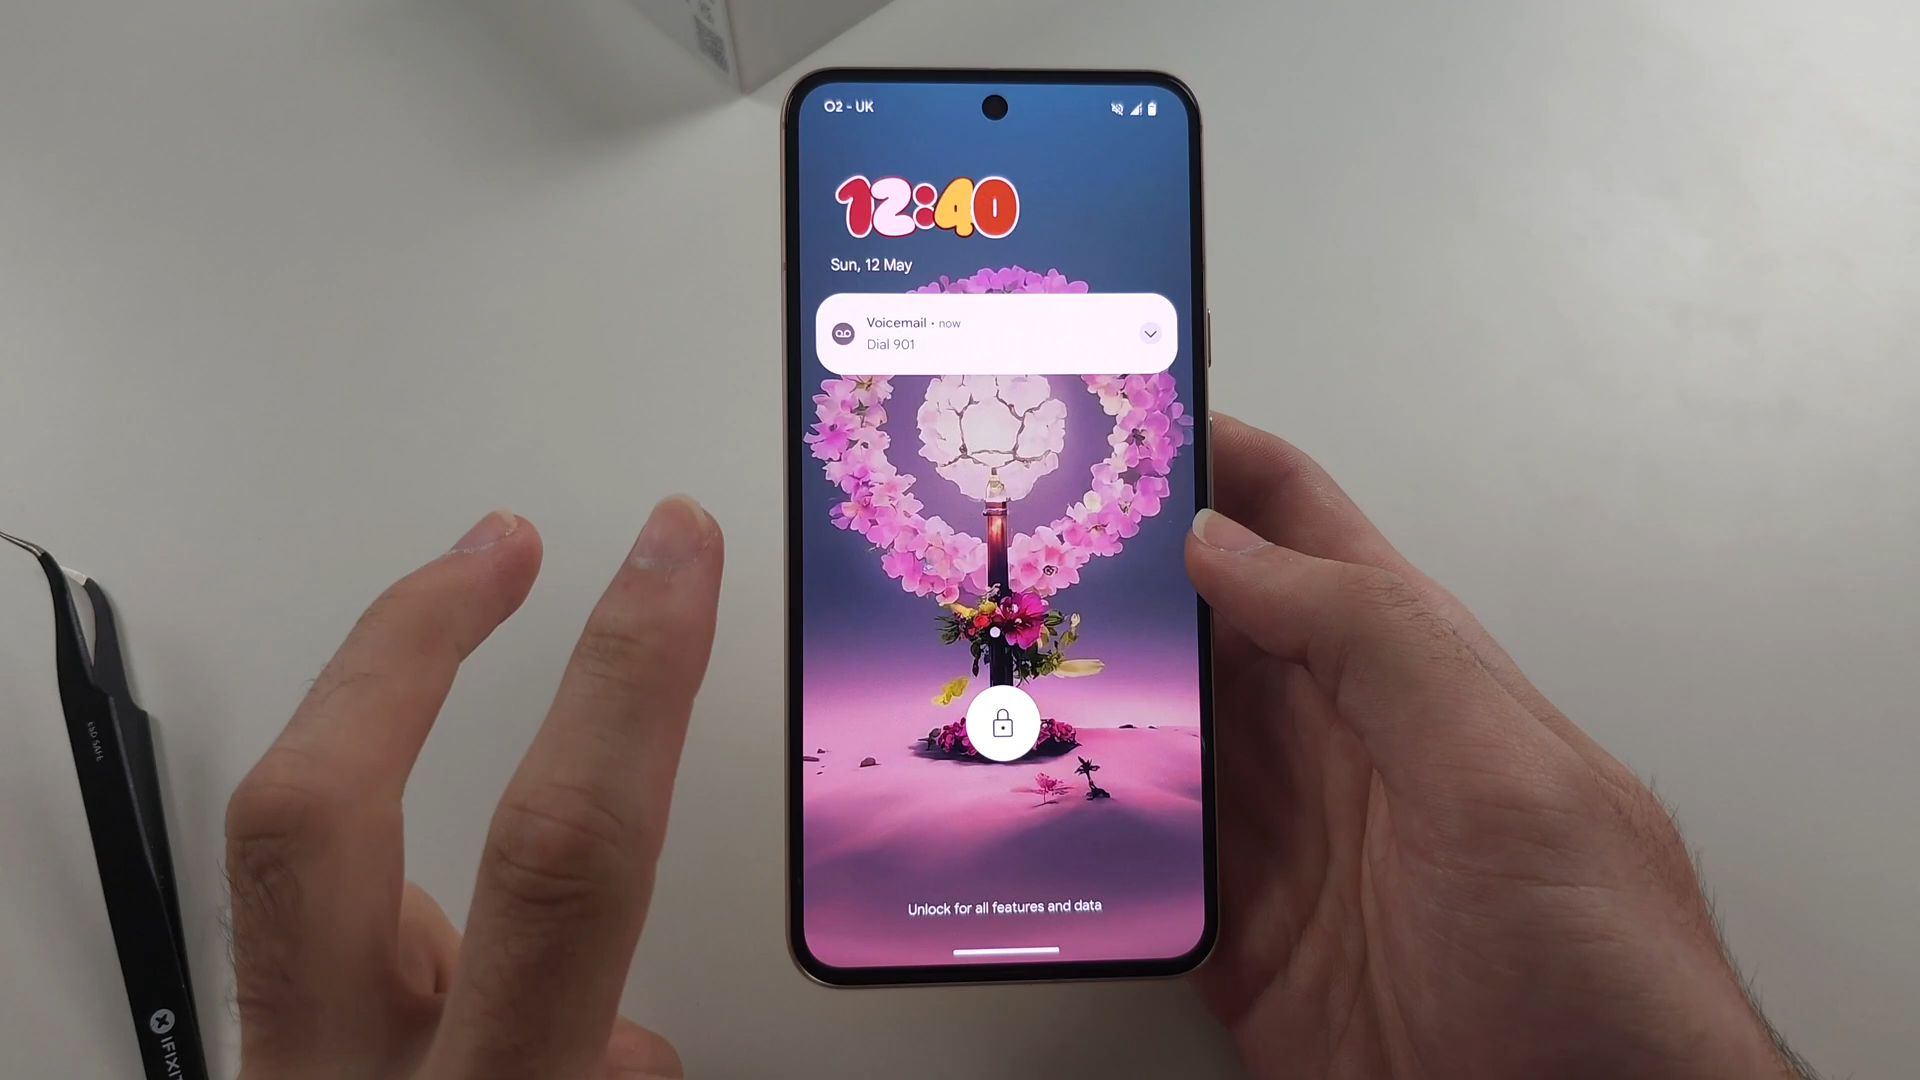 O2 - UK
12:40
Sun, 12 May
Voicemail • now
Dial 901
Unlock for all features and data
ESD SAFE
IFIXIT